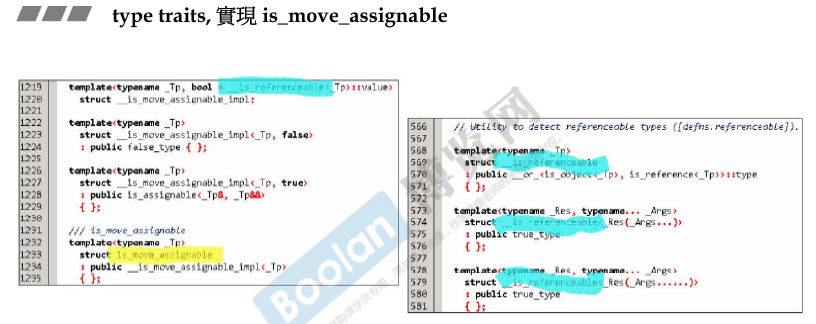 type traits, 實現 is_move_assignable
1219 template<typename _Tp, bool = __is_referenceable<_Tp>::value>
1220 struct __is_move_assignable_impl;
1221
1222 template<typename _Tp>
1223 struct __is_move_assignable_impl<_Tp, false>
1224 : public false_type { };
1225
1226 template<typename _Tp>
1227 struct __is_move_assignable_impl<_Tp, true>
1228 : public is_assignable<_Tp&, _Tp&&>
1229 { };
1230
1231 /// is_move_assignable
1232 template<typename _Tp>
1233 struct is_move_assignable
1234 : public __is_move_assignable_impl<_Tp>
1235 { };
566 // Utility to detect referenceable types ([defns.referenceable]).
567
568 template<typename _Tp>
569 struct __is_referenceable
570 : public __or_<is_object<_Tp>, is_reference<_Tp>>::type
571 { };
572
573 template<typename _Res, typename... _Args>
574 struct __is_referenceable<_Res(_Args...)>
575 : public true_type
576 { };
577
578 template<typename _Res, typename... _Args>
579 struct __is_referenceable<_Res(_Args......)>
580 : public true_type
581 { };
Boolan
博览网